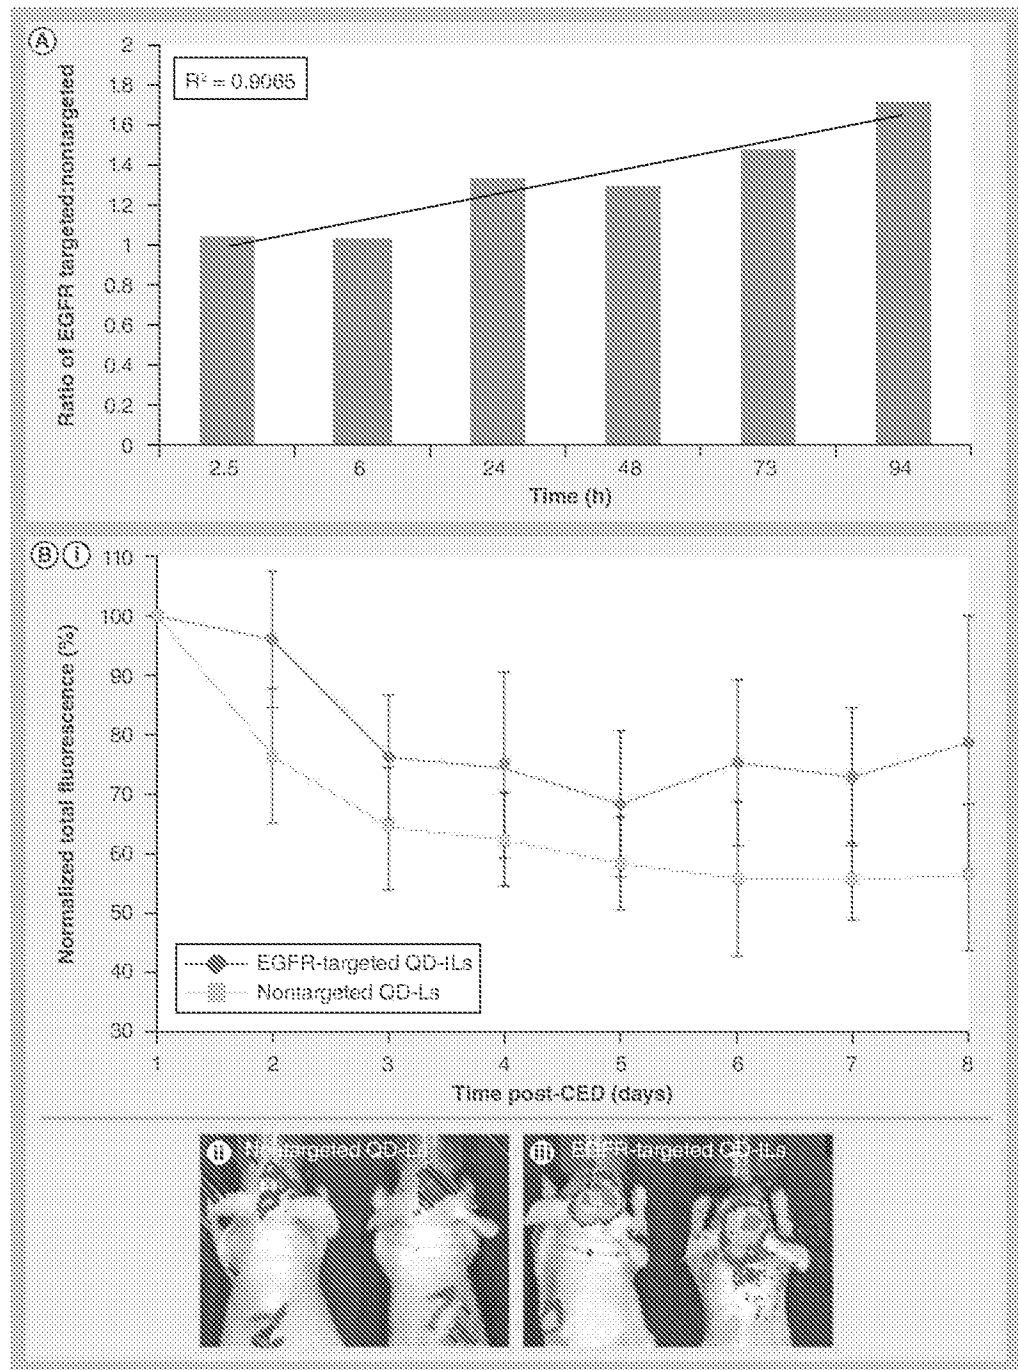 A
Ratio of EGFR targeted:nontargeted
2
1.8
1.6
1.4
1.2
1
0.8
0.6
0.4
0.2
0
R² = 0.9065
2.5 6 24 48 73 94
Time (h)
B i
Normalized total fluorescence (%)
110
100
90
80
70
60
50
40
30
EGFR-targeted QD-ILs
Nontargeted QD-Ls
1 2 3 4 5 6 7 8
Time post-CED (days)
ii Nontargeted QD-Ls
iii EGFR-targeted QD-ILs